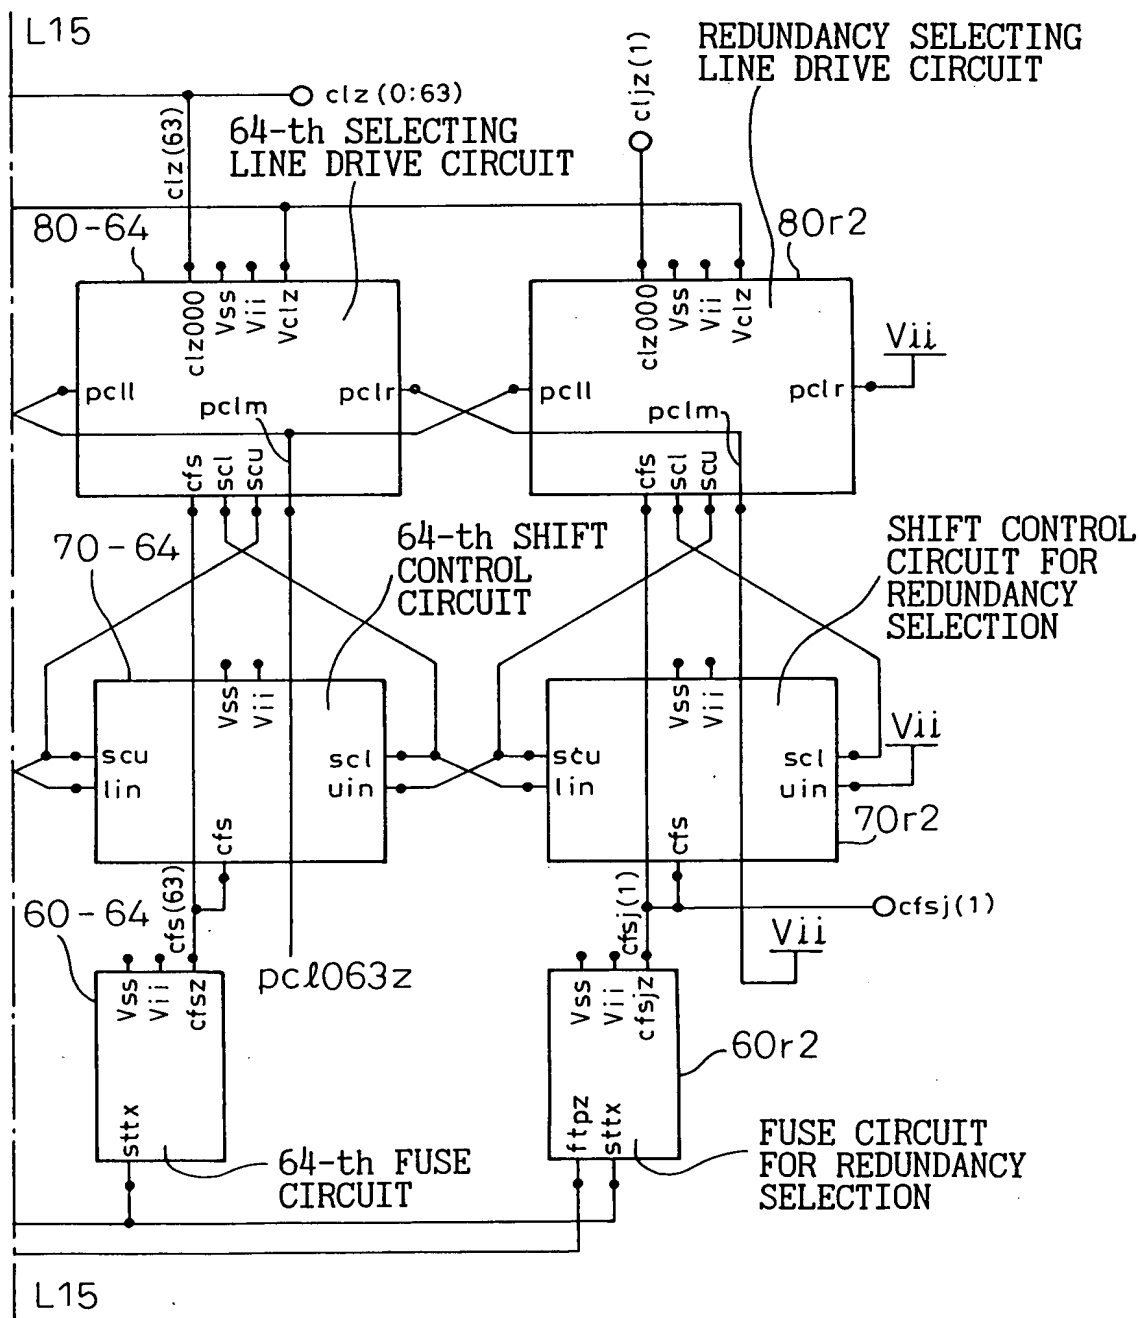 L15
REDUNDANCY SELECTING
LINE DRIVE CIRCUIT
clz(0:63)
cljz(1)
clz(63)
64-th SELECTING
LINE DRIVE CIRCUIT
80-64
80r2
clz000
Vss
Vii
Vclz
pcll
pclr
pclm
cfs
scl
scu
clz000
Vss
Vii
Vclz
pcll
pclr
pclm
cfs
scl
scu
Vii
70-64
64-th SHIFT
CONTROL
CIRCUIT
SHIFT CONTROL
CIRCUIT FOR
REDUNDANCY
SELECTION
Vss
Vii
scu
lin
scl
uin
cfs
Vss
Vii
scu
lin
scl
uin
cfs
Vii
70r2
60-64
cfs(63)
cfsj(1)
cfsj(1)
Vii
pcl063z
Vss
Vii
cfsz
sttx
Vss
Vii
cfsjz
ftpz
sttx
60r2
64-th FUSE
CIRCUIT
FUSE CIRCUIT
FOR REDUNDANCY
SELECTION
L15